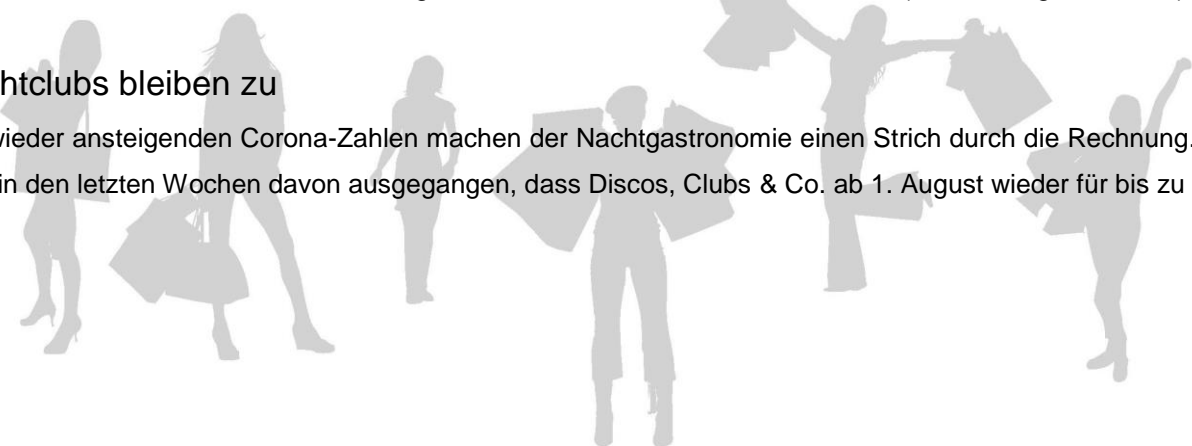 htclubs bleiben zu
wieder ansteigenden Corona-Zahlen machen der Nachtgastronomie einen Strich durch die Rechnung.
in den letzten Wochen davon ausgegangen, dass Discos, Clubs & Co. ab 1. August wieder für bis zu